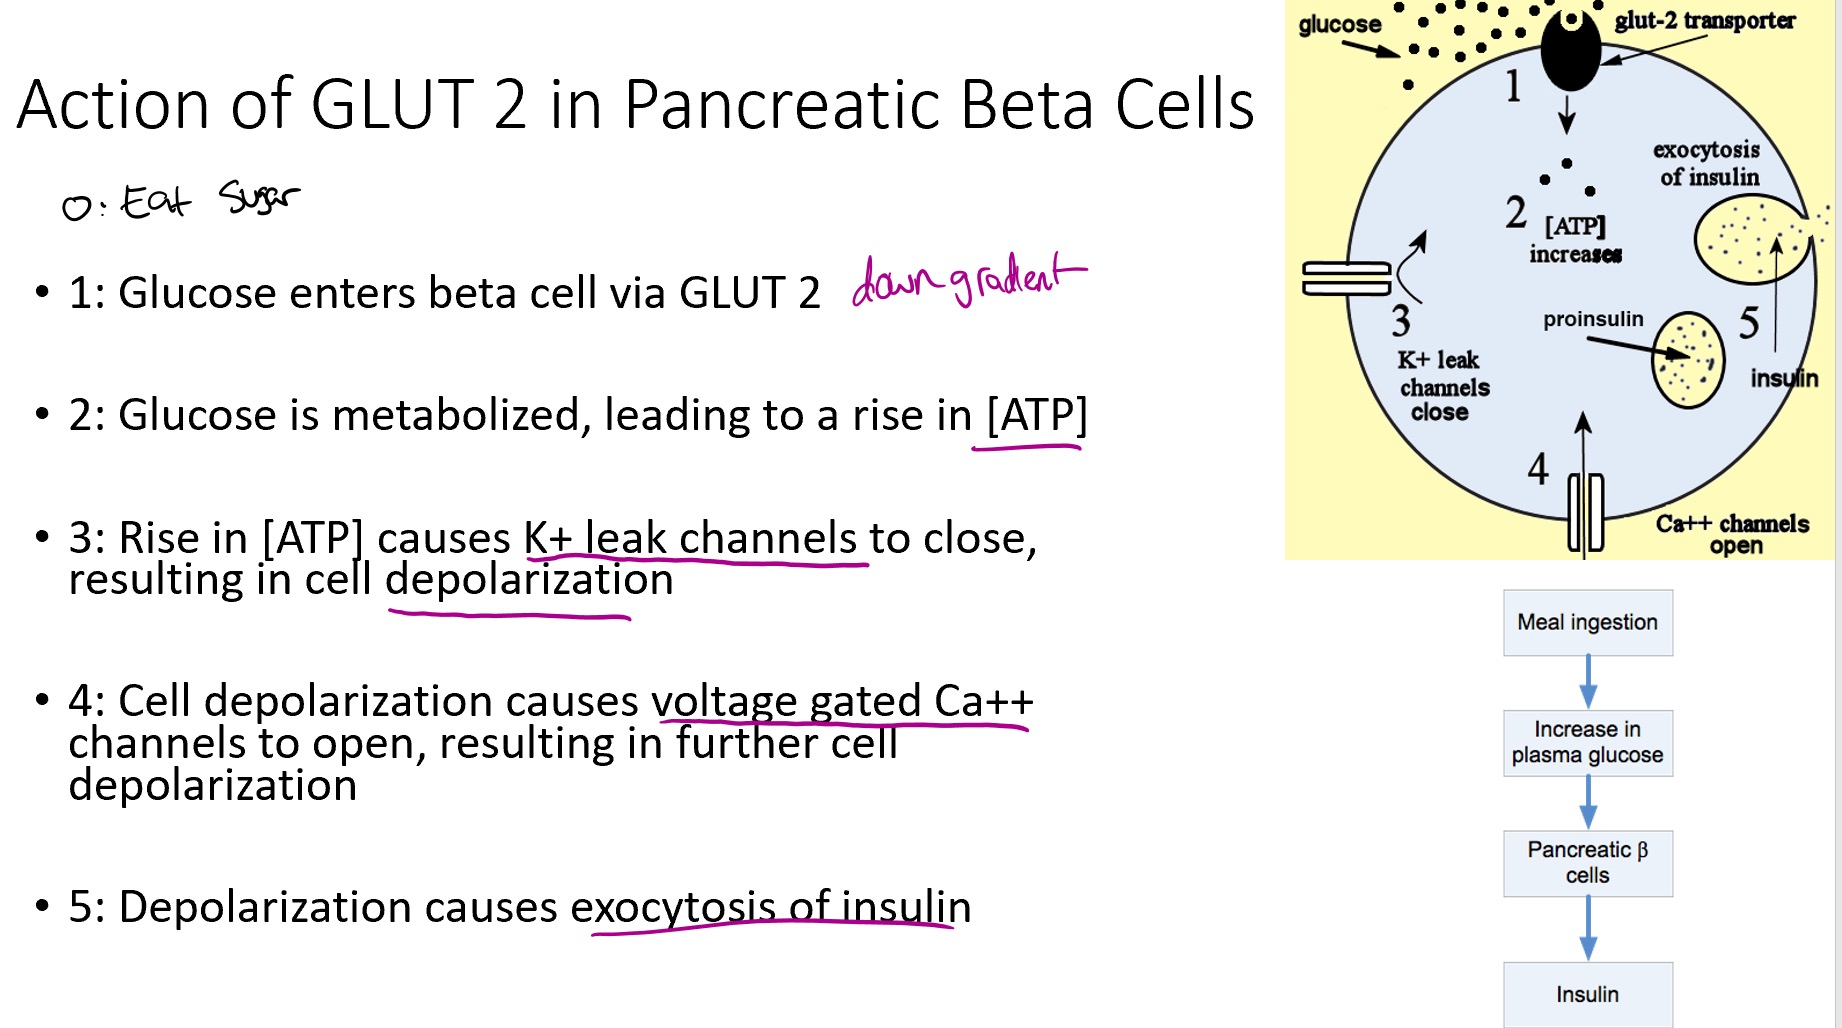 Action of GLUT 2 in Pancreatic Beta Cells
0: Eat Sugar
• 1: Glucose enters beta cell via GLUT 2 down gradient
• 2: Glucose is metabolized, leading to a rise in [ATP]
• 3: Rise in [ATP] causes K+ leak channels to close,
resulting in cell depolarization
• 4: Cell depolarization causes voltage gated Ca++
channels to open, resulting in further cell
depolarization
• 5: Depolarization causes exocytosis of insulin
glucose
glut-2 transporter
1
exocytosis
of insulin
2 [ATP]
increases
3
K+ leak
channels
close
proinsulin
5
insulin
4
Ca++ channels
open
Meal ingestion
Increase in
plasma glucose
Pancreatic β
cells
Insulin